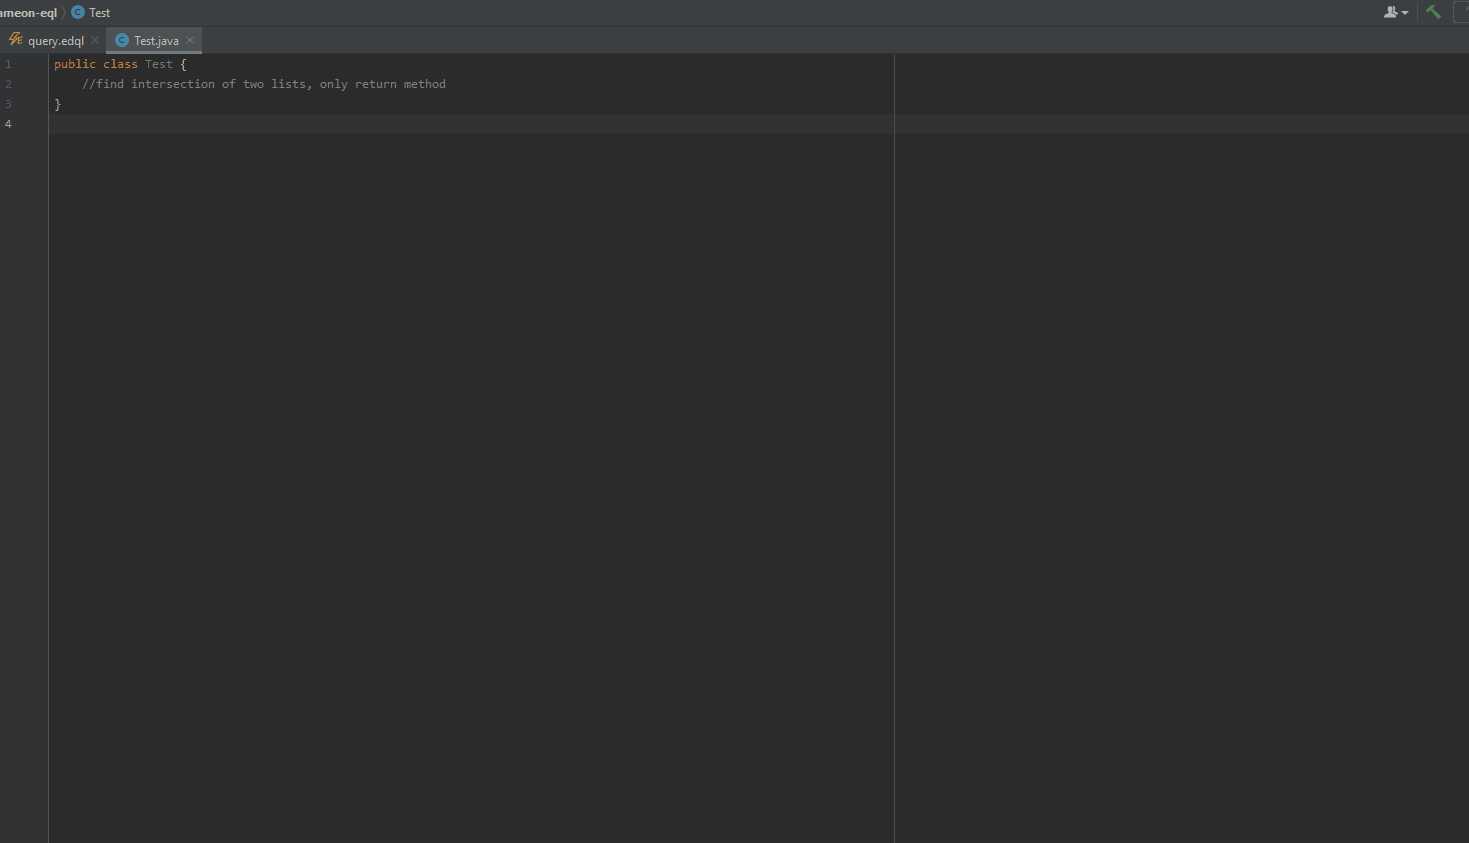 ameon-eql Test
query.edql Test.java
1 public class Test {
2 //find intersection of two lists, only return method
3 }
4